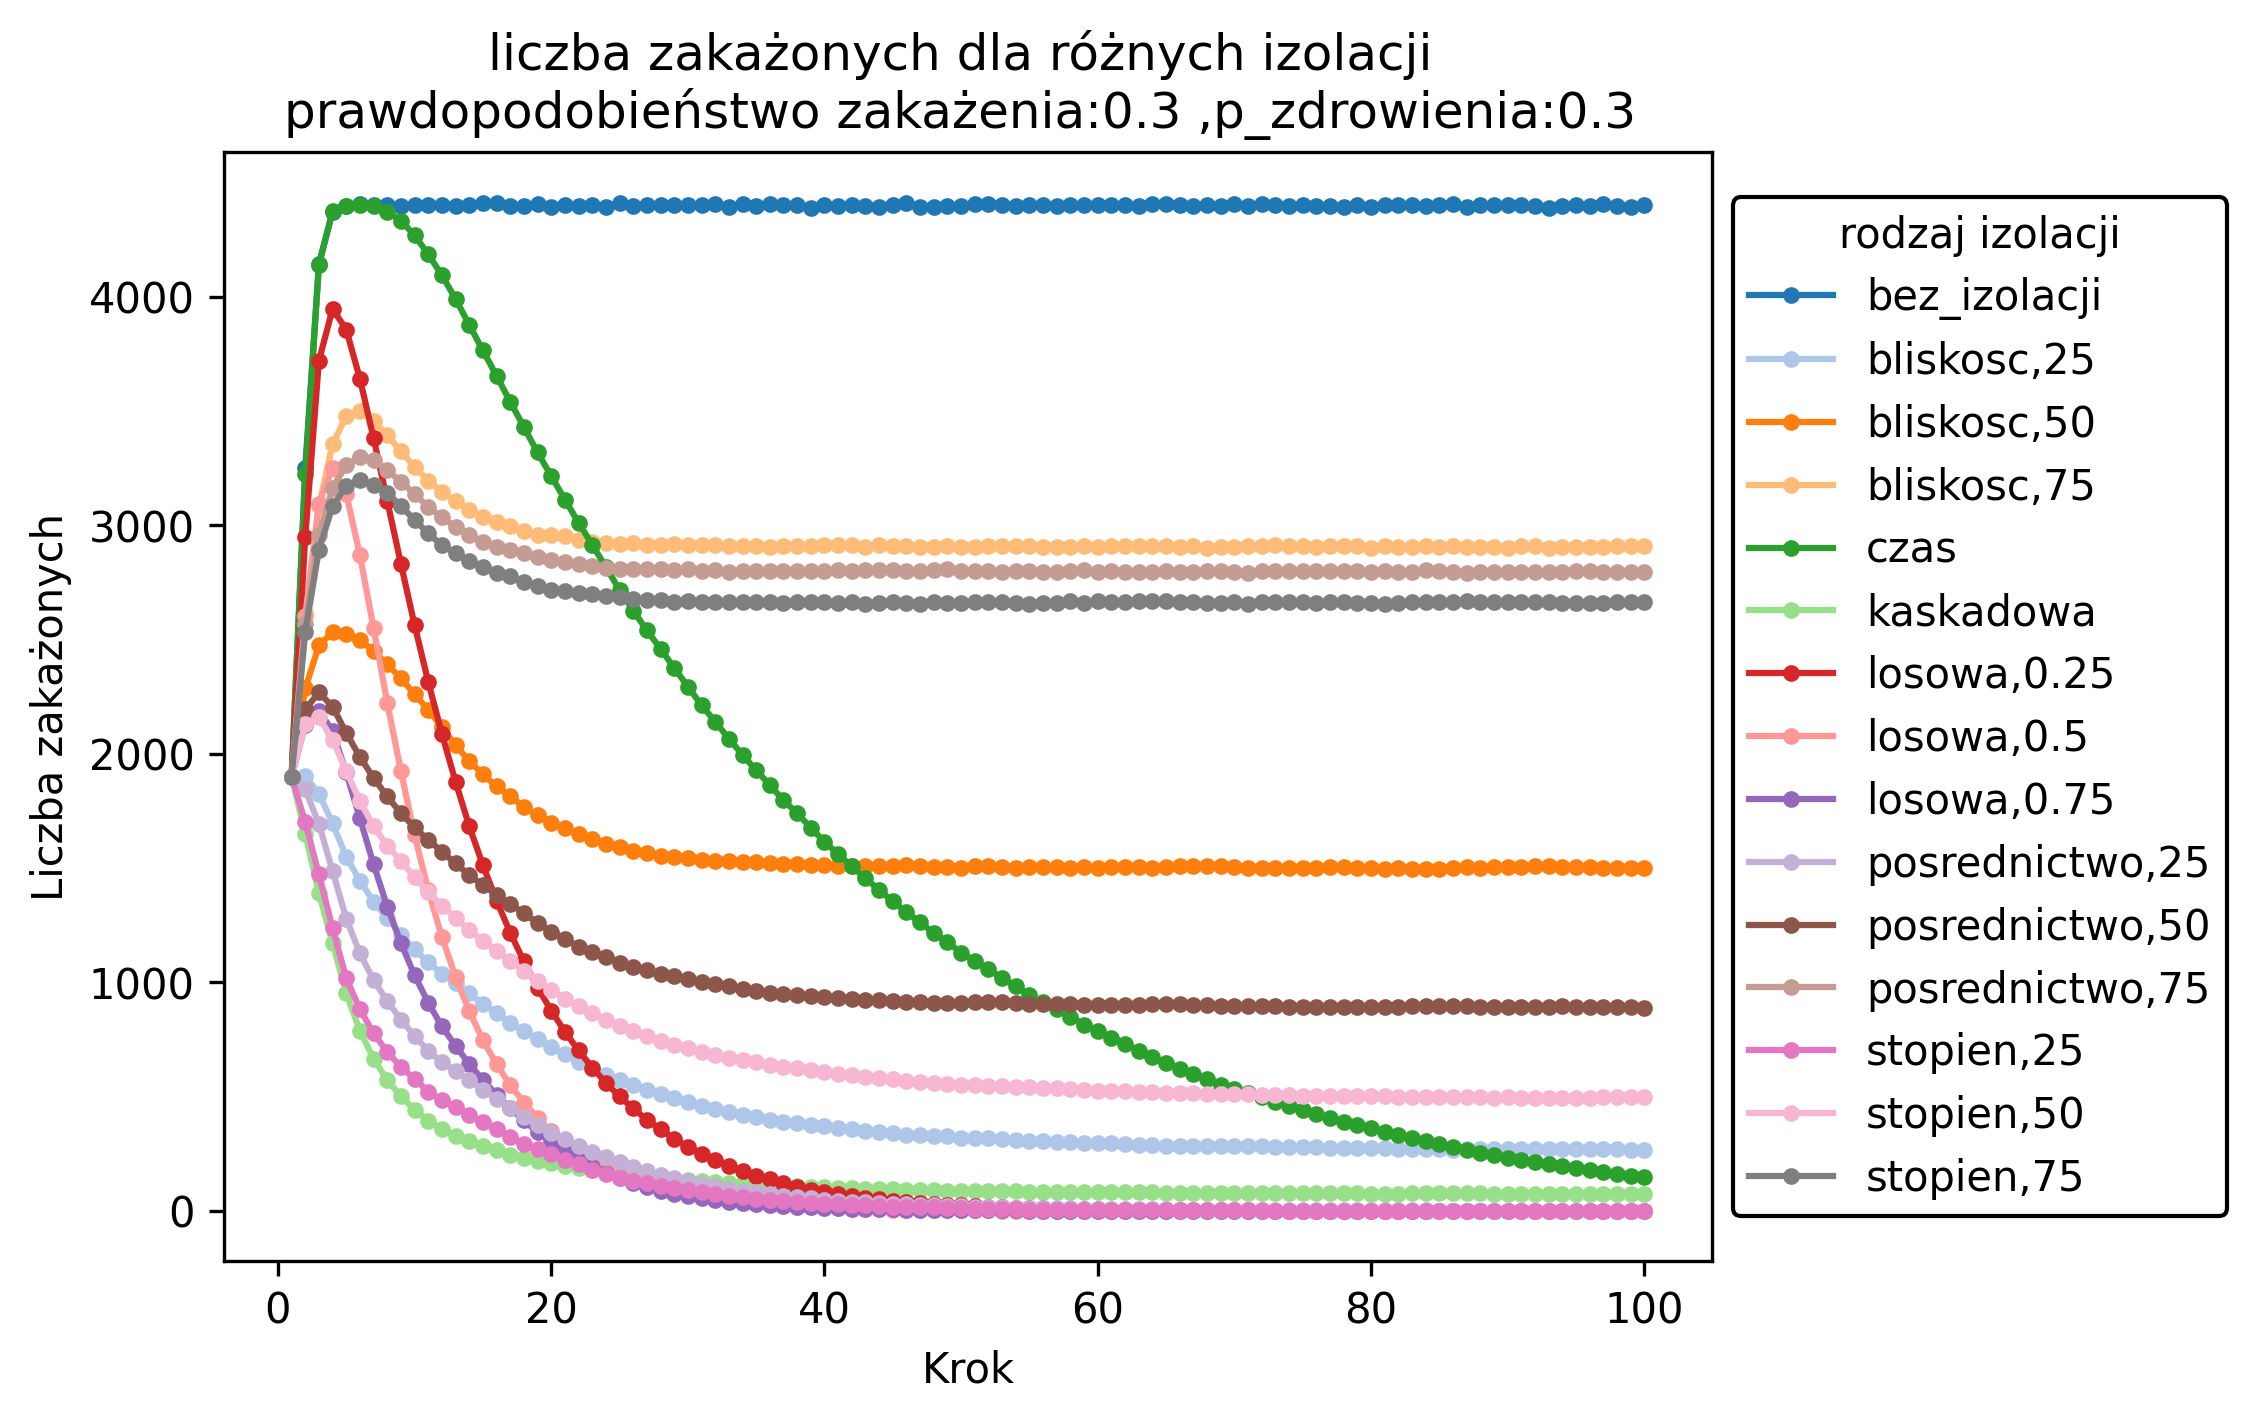 liczba zakażonych dla różnych izolacji
prawdopodobieństwo zakażenia:0.3 ,p_zdrowienia:0.3
Liczba zakażonych
4000
3000
2000
1000
0
0 20 40 60 80 100
Krok
rodzaj izolacji
bez_izolacji
bliskosc,25
bliskosc,50
bliskosc,75
czas
kaskadowa
losowa,0.25
losowa,0.5
losowa,0.75
posrednictwo,25
posrednictwo,50
posrednictwo,75
stopien,25
stopien,50
stopien,75